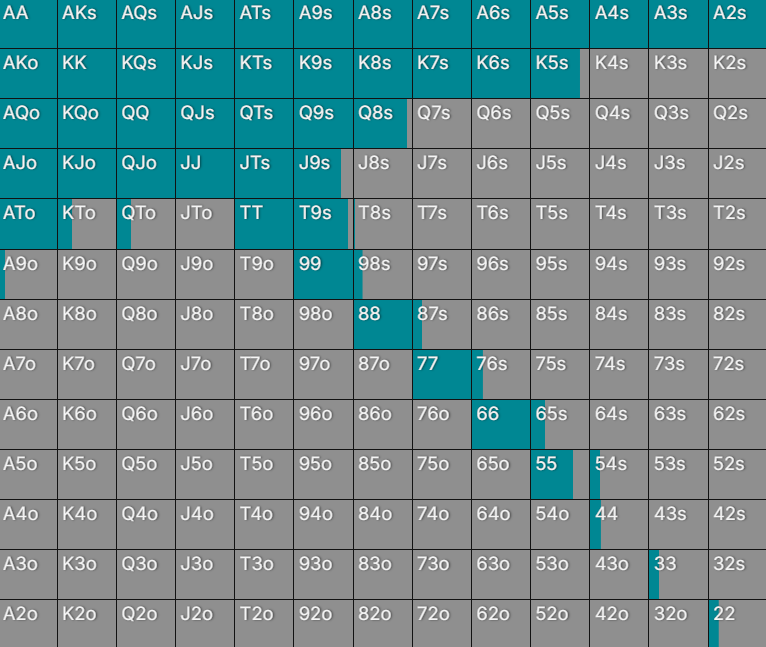 AA AKs AQs AJs ATs A9s A8s A7s A6s A5s A4s A3s A2s
AKo KK KQs KJs KTs K9s K8s K7s K6s K5s K4s K3s K2s
AQo KQo QQ QJs QTs Q9s Q8s Q7s Q6s Q5s Q4s Q3s Q2s
AJo KJo QJo JJ JTs J9s J8s J7s J6s J5s J4s J3s J2s
ATo KTo QTo JTo TT T9s T8s T7s T6s T5s T4s T3s T2s
A9o K9o Q9o J9o T9o 99 98s 97s 96s 95s 94s 93s 92s
A8o K8o Q8o J8o T8o 98o 88 87s 86s 85s 84s 83s 82s
A7o K7o Q7o J7o T7o 97o 87o 77 76s 75s 74s 73s 72s
A6o K6o Q6o J6o T6o 96o 86o 76o 66 65s 64s 63s 62s
A5o K5o Q5o J5o T5o 95o 85o 75o 65o 55 54s 53s 52s
A4o K4o Q4o J4o T4o 94o 84o 74o 64o 54o 44 43s 42s
A3o K3o Q3o J3o T3o 93o 83o 73o 63o 53o 43o 33 32s
A2o K2o Q2o J2o T2o 92o 82o 72o 62o 52o 42o 32o 22